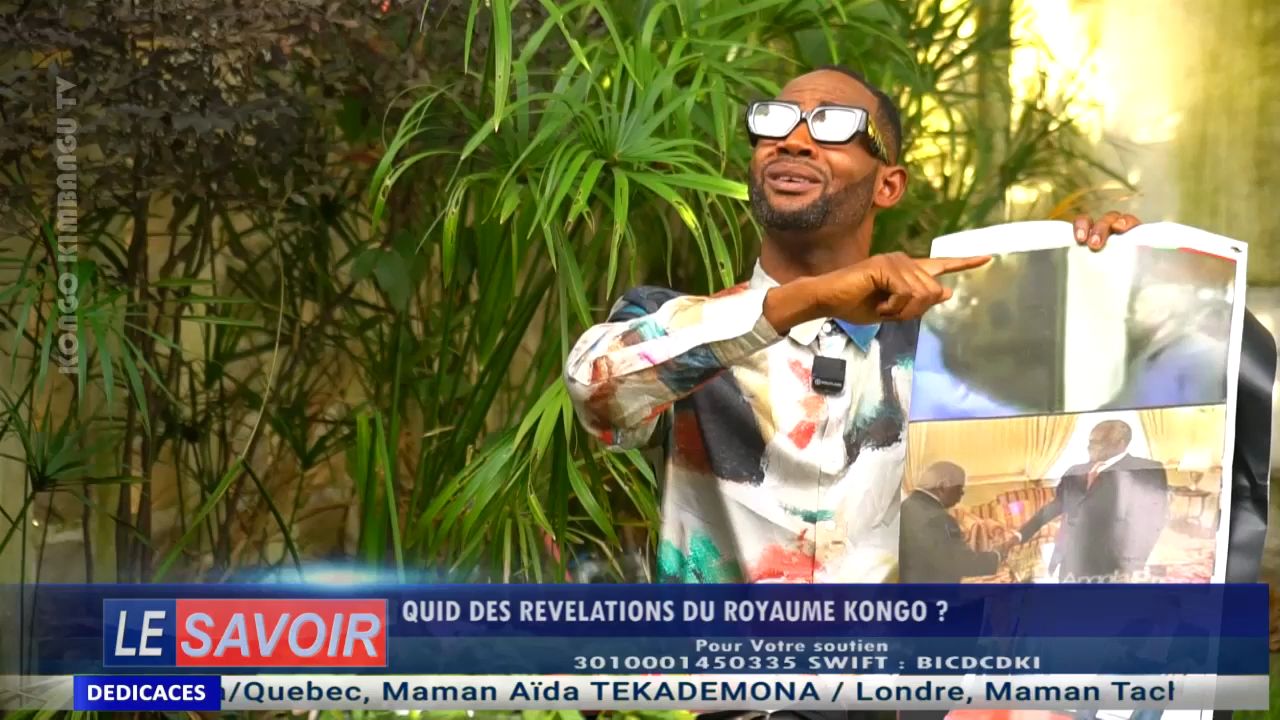 KONGO KIMBANGU TV
LE SAVOIR
QUID DES REVELATIONS DU ROYAUME KONGO ?
Pour Votre soutien
3010001450335 SWIFT : BICDCDKI
DEDICACES
/Quebec, Maman Aïda TEKADEMONA / Londre, Maman